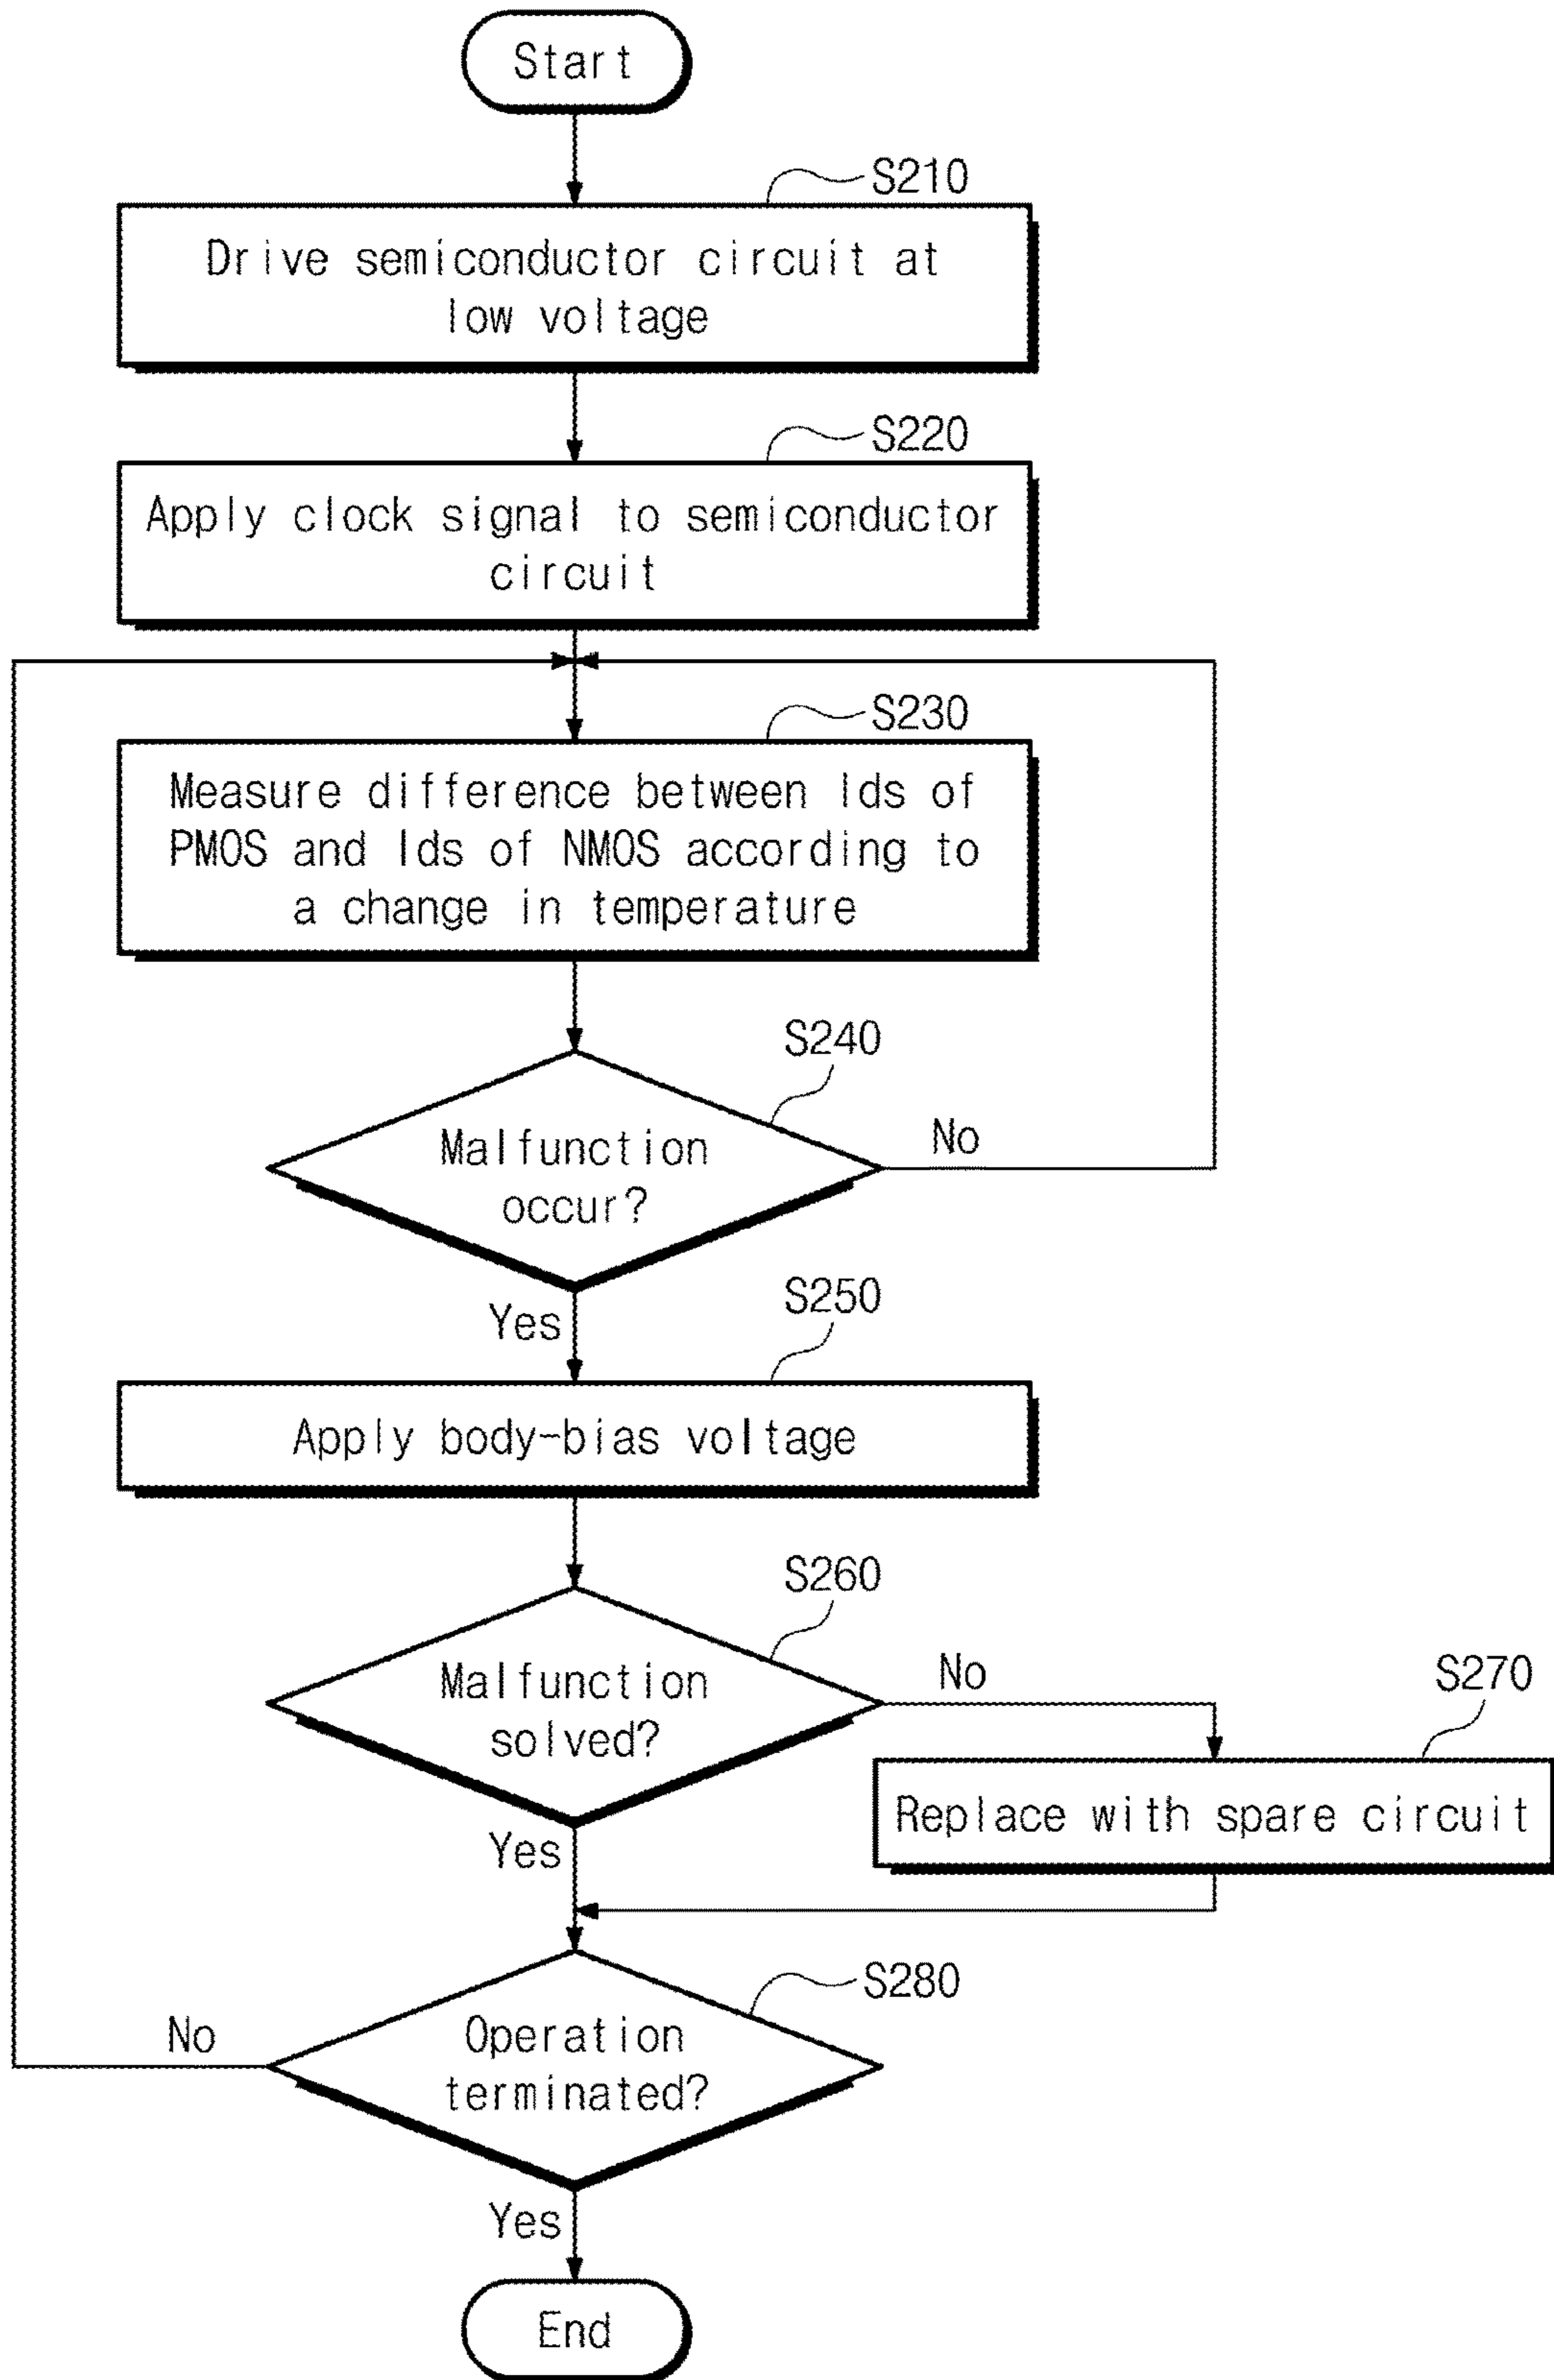 Start
S210
Drive semiconductor circuit at
low voltage
S220
Apply clock signal to semiconductor
circuit
S230
Measure difference between Ids of
PMOS and Ids of NMOS according to
a change in temperature
S240
Malfunction
occur?
No
Yes
S250
Apply body-bias voltage
S260
Malfunction
solved?
No
S270
Replace with spare circuit
Yes
S280
Operation
terminated?
No
Yes
End